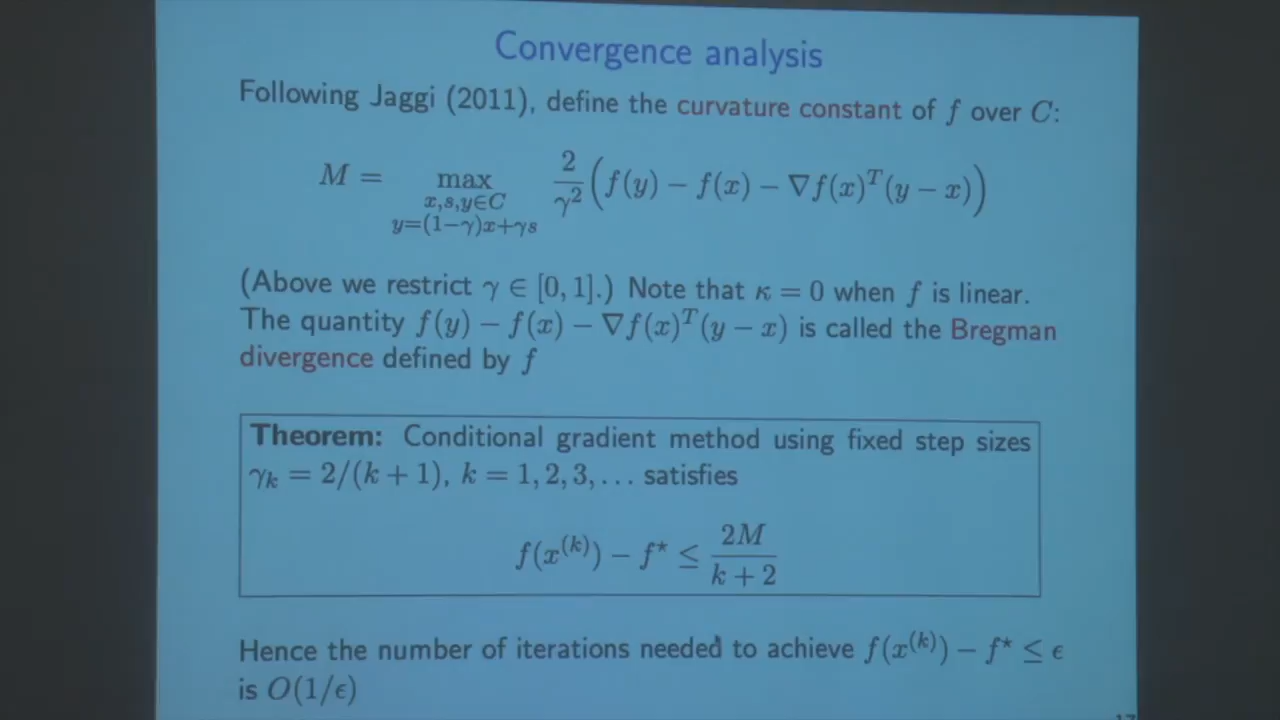 Convergence analysis
Following Jaggi (2011), define the curvature constant of f over C:
M = max x,s,y∈C y=(1−γ)x+γs 2/γ² (f(y) − f(x) − ∇f(x)ᵀ(y − x))
(Above we restrict γ ∈ [0, 1].) Note that κ = 0 when f is linear.
The quantity f(y) − f(x) − ∇f(x)ᵀ(y − x) is called the Bregman
divergence defined by f
Theorem: Conditional gradient method using fixed step sizes
γₖ = 2/(k + 1), k = 1, 2, 3, . . . satisfies
f(x⁽ᵏ⁾) − f⋆ ≤ 2M/(k + 2)
Hence the number of iterations needed to achieve f(x⁽ᵏ⁾) − f⋆ ≤ ϵ
is O(1/ϵ)